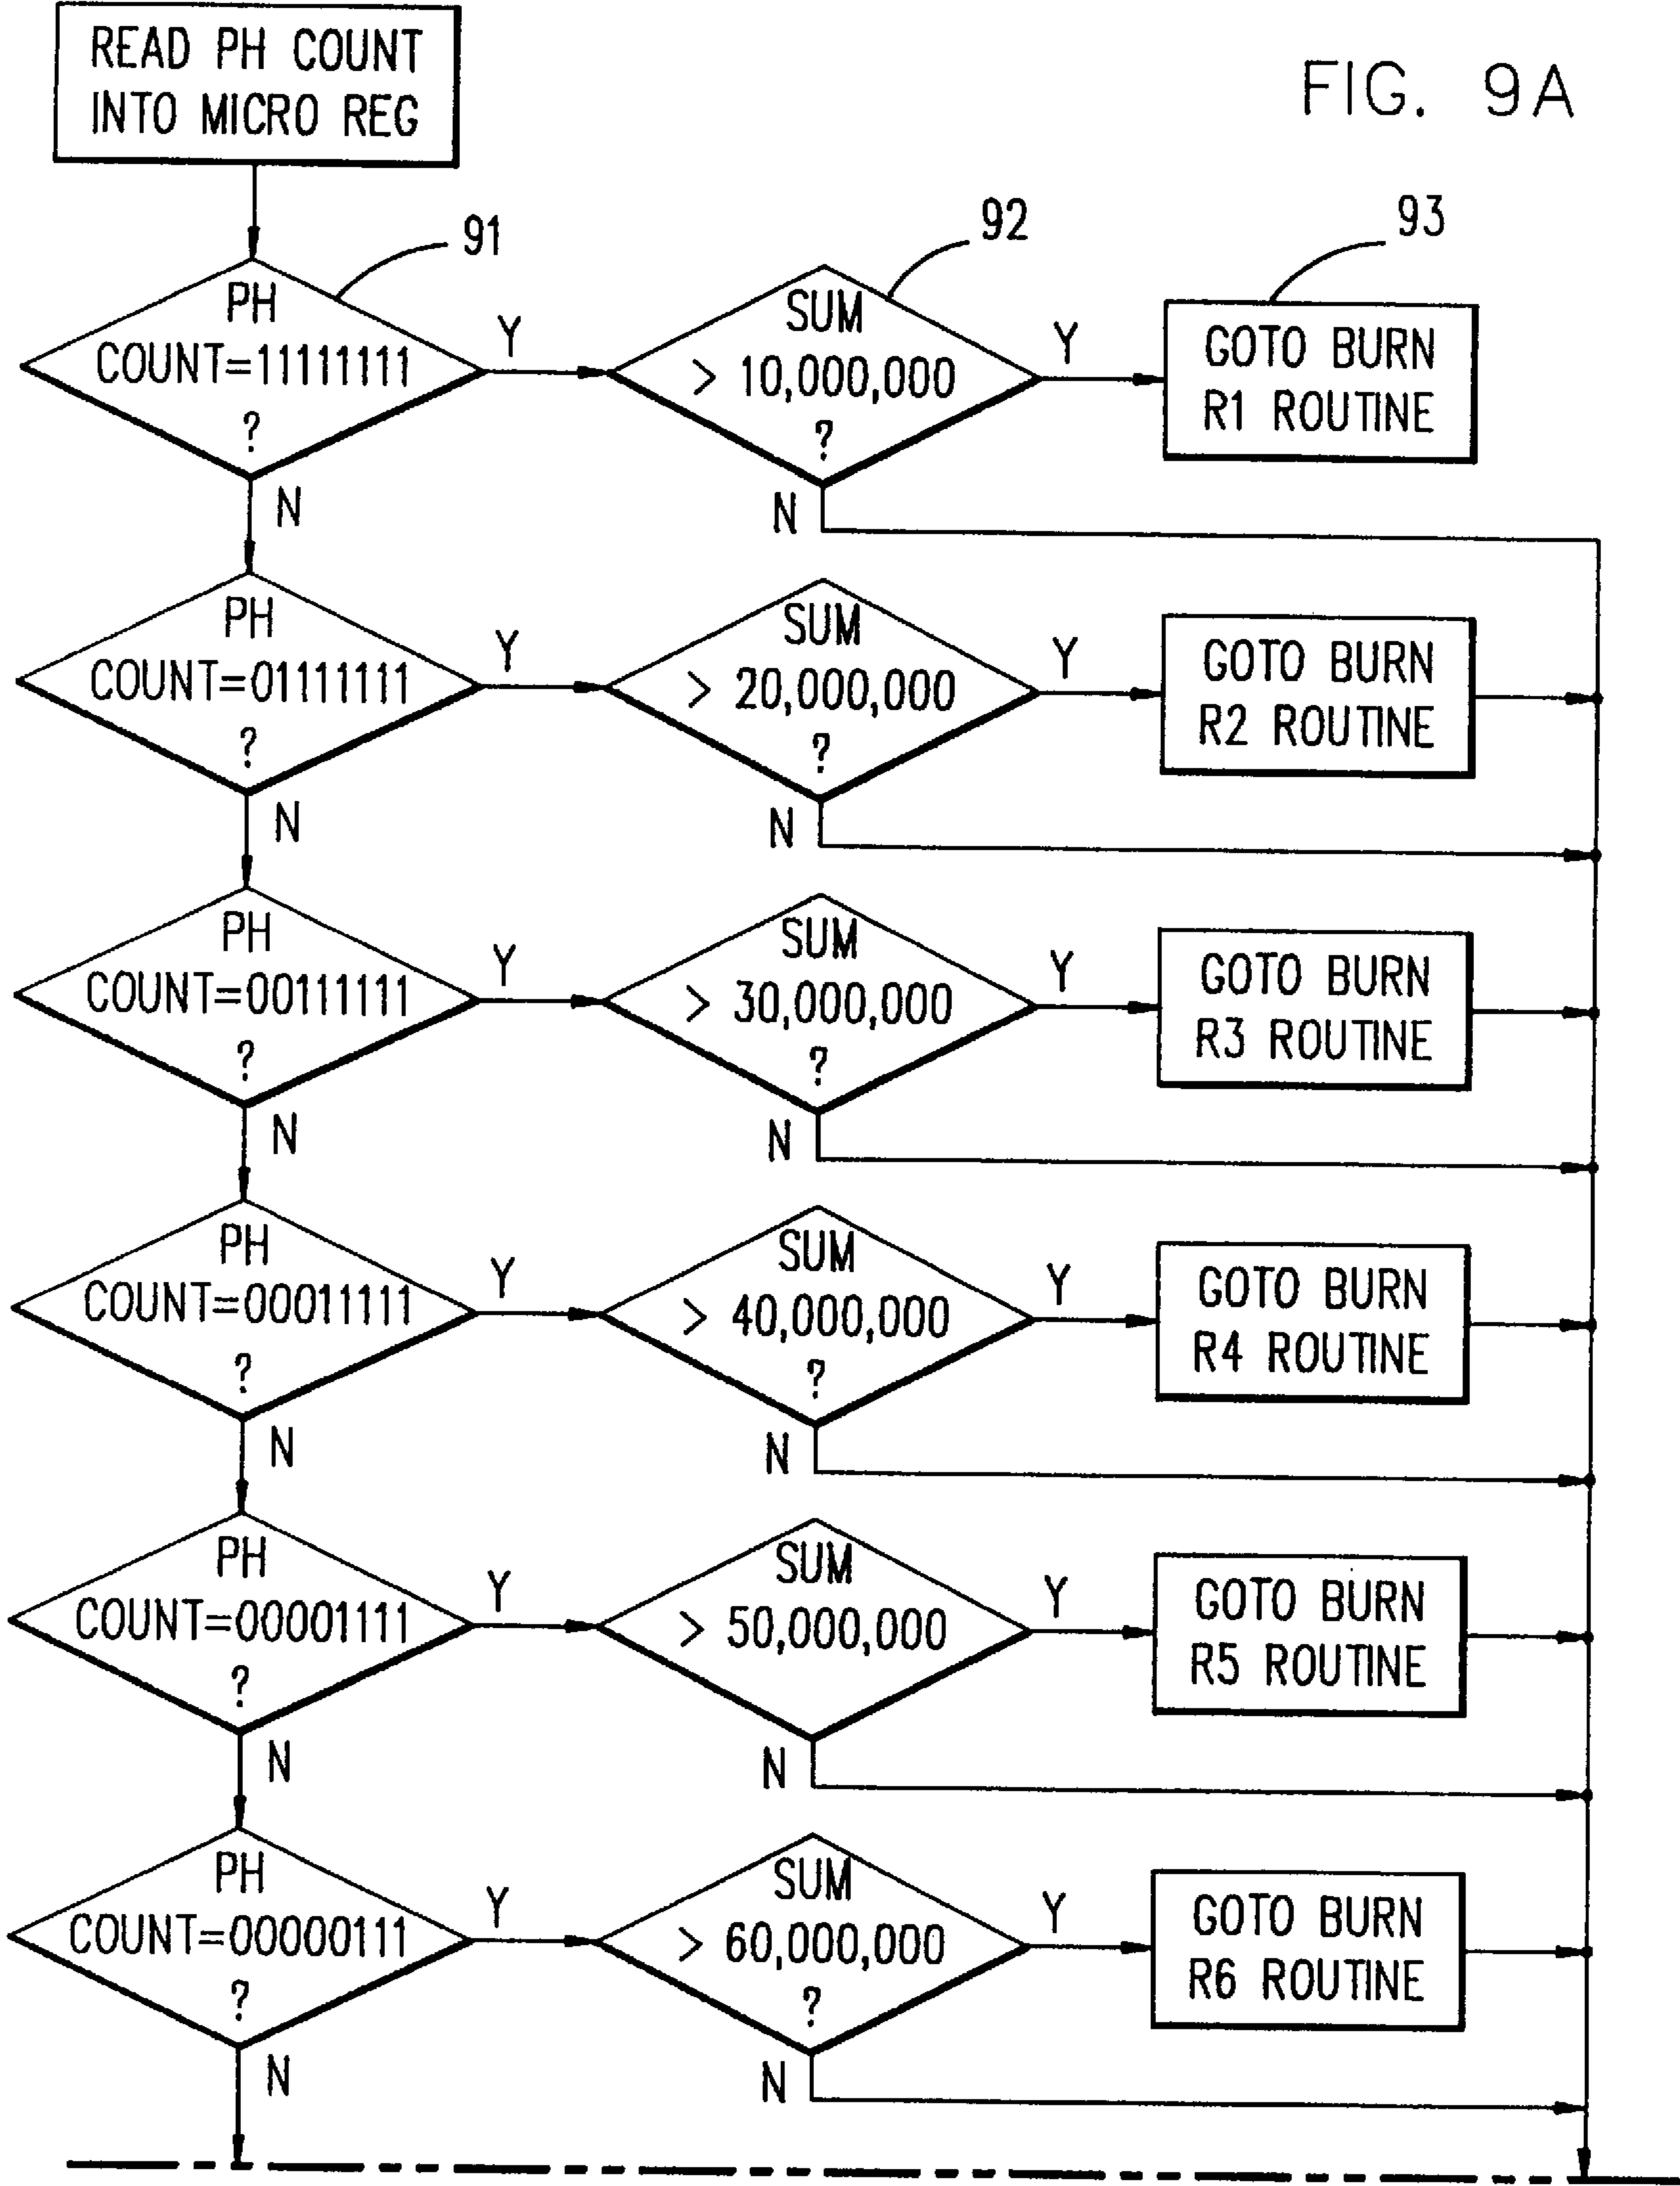 READ PH COUNT
INTO MICRO REG
FIG. 9A
91
92
93
PH
COUNT=11111111
?
Y
N
SUM
> 10,000,000
?
Y
N
GOTO BURN
R1 ROUTINE
PH
COUNT=01111111
?
Y
N
SUM
> 20,000,000
?
Y
N
GOTO BURN
R2 ROUTINE
PH
COUNT=00111111
?
Y
N
SUM
> 30,000,000
?
Y
N
GOTO BURN
R3 ROUTINE
PH
COUNT=00011111
?
Y
N
SUM
> 40,000,000
?
Y
N
GOTO BURN
R4 ROUTINE
PH
COUNT=00001111
?
Y
N
SUM
> 50,000,000
Y
N
GOTO BURN
R5 ROUTINE
PH
COUNT=00000111
?
Y
N
SUM
> 60,000,000
?
Y
N
GOTO BURN
R6 ROUTINE